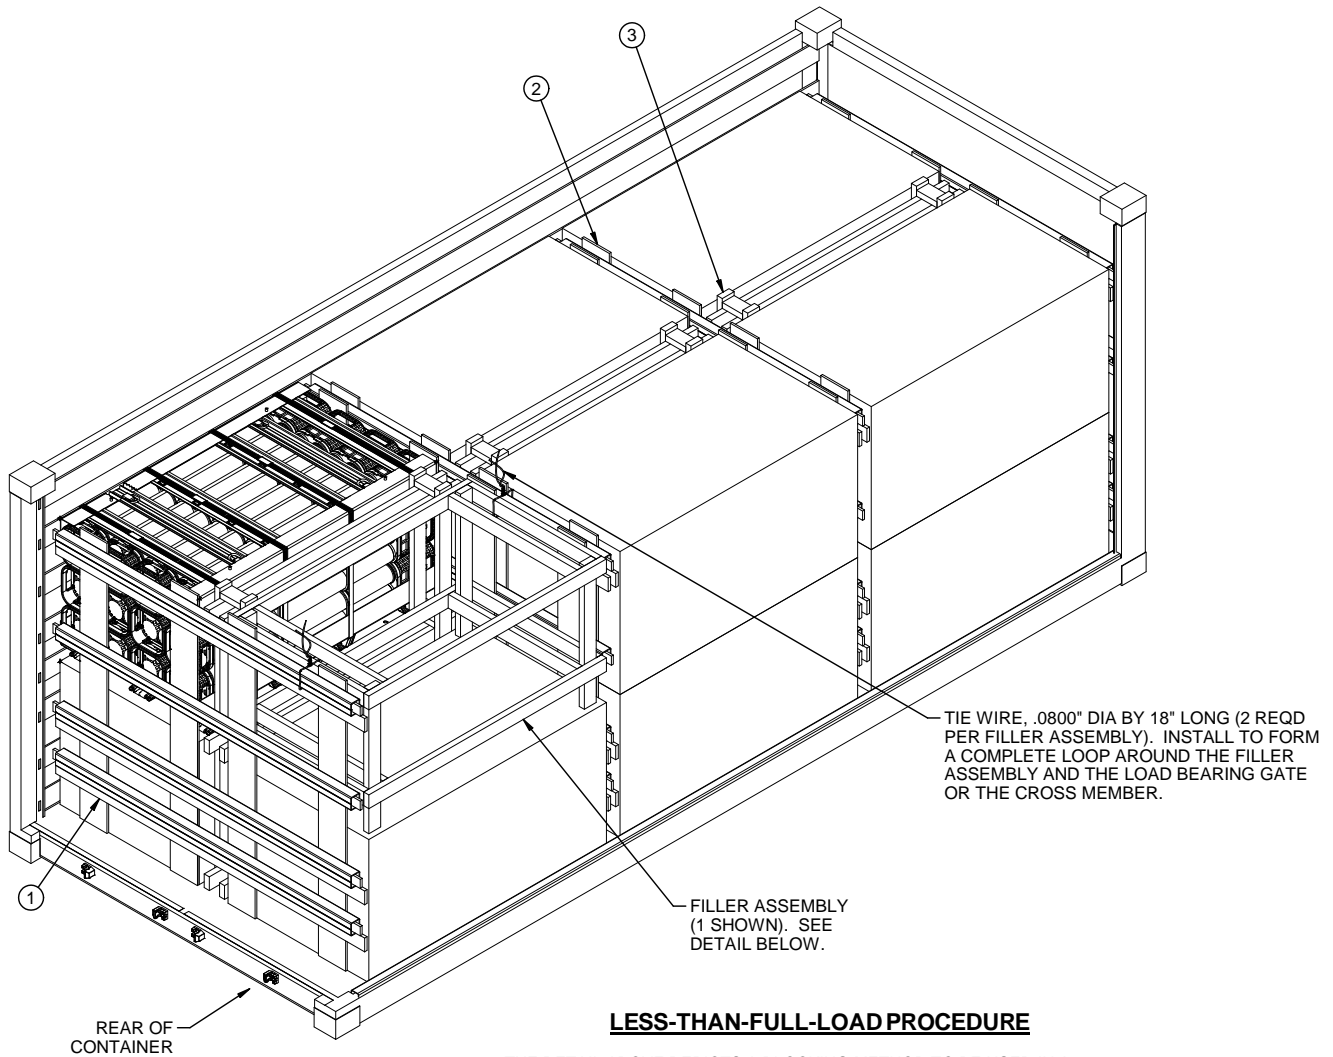 3
2
TIE WIRE, .0800" DIA BY 18" LONG (2 REQD
PER FILLER ASSEMBLY). INSTALL TO FORM
A COMPLETE LOOP AROUND THE FILLER
ASSEMBLY AND THE LOAD BEARING GATE
OR THE CROSS MEMBER.
1
FILLER ASSEMBLY
(1 SHOWN). SEE
DETAIL BELOW.
REAR OF
CONTAINER
LESS-THAN-FULL-LOAD PROCEDURE